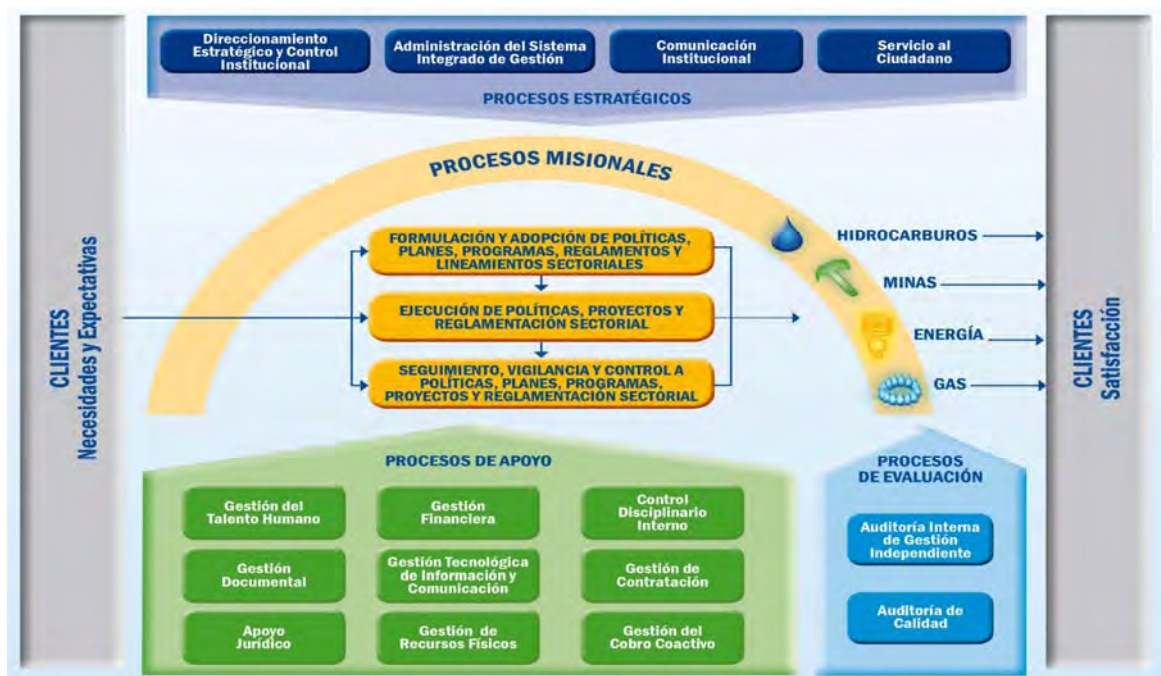 Direccionamiento
Estratégico y Control
Institucional
Administración del Sistema
Integrado de Gestión
Comunicación
Institucional
Servicio al
Ciudadano
PROCESOS ESTRATÉGICOS
PROCESOS MISIONALES
CLIENTES
Necesidades y Expectativas
FORMULACIÓN Y ADOPCIÓN DE POLÍTICAS,
PLANES, PROGRAMAS, REGLAMENTOS Y
LINEAMIENTOS SECTORIALES
EJECUCIÓN DE POLÍTICAS, PROYECTOS Y
REGLAMENTACIÓN SECTORIAL
SEGUIMIENTO, VIGILANCIA Y CONTROL A
POLÍTICAS, PLANES, PROGRAMAS,
PROYECTOS Y REGLAMENTACIÓN SECTORIAL
HIDROCARBUROS
MINAS
ENERGÍA
GAS
CLIENTES
Satisfacción
PROCESOS DE APOYO
Gestión del
Talento Humano
Gestión
Financiera
Control
Disciplinario
Interno
Gestión
Documental
Gestión Tecnológica
de Información y
Comunicación
Gestión de
Contratación
Apoyo
Jurídico
Gestión de
Recursos Físicos
Gestión del
Cobro Coactivo
PROCESOS
DE EVALUACIÓN
Auditoría Interna
de Gestión
Independiente
Auditoría de
Calidad